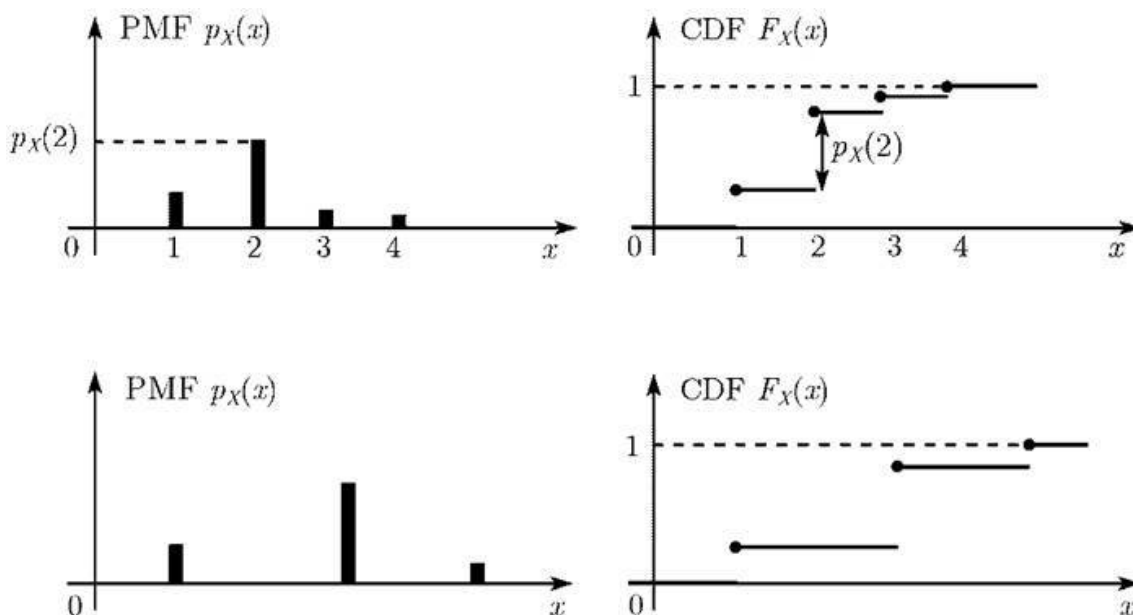 PMF p_X(x)
p_X(2)
0 1 2 3 4 x
CDF F_X(x)
1
p_X(2)
0 1 2 3 4 x
PMF p_X(x)
0 x
CDF F_X(x)
1
0 x